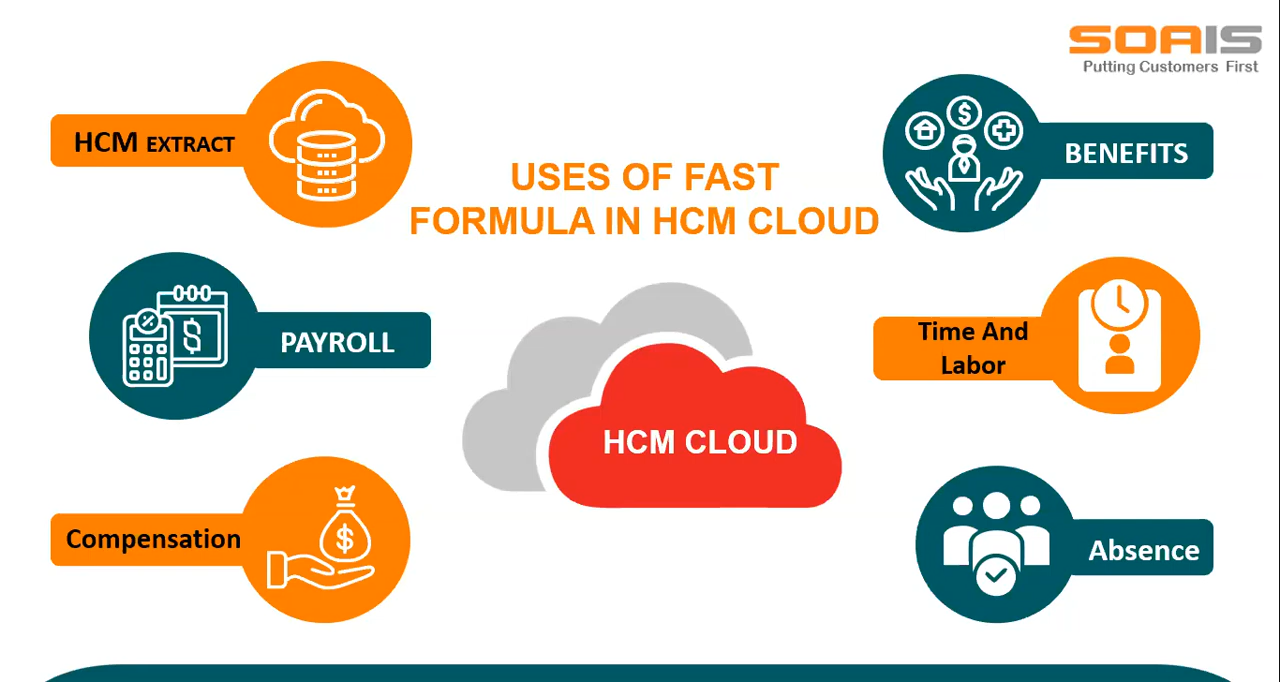 SOAIS
Putting Customers First
USES OF FAST
FORMULA IN HCM CLOUD
HCM EXTRACT
PAYROLL
Compensation
HCM CLOUD
BENEFITS
Time And
Labor
Absence